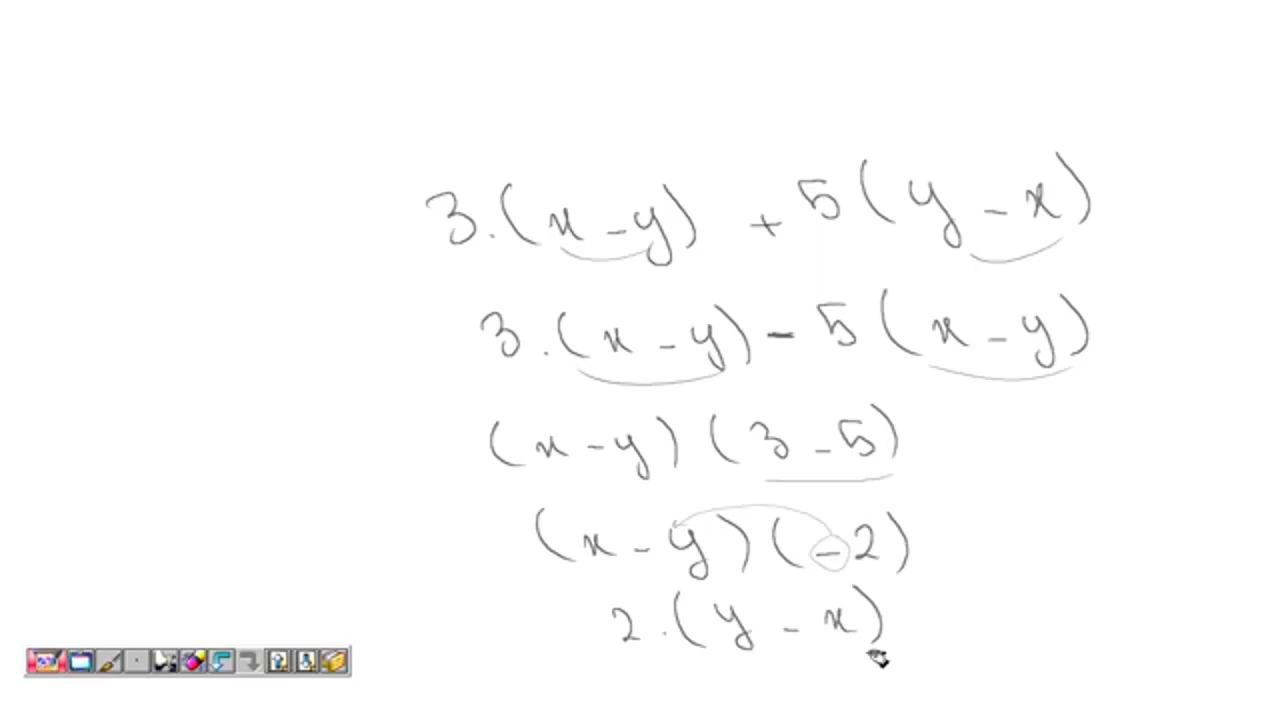 3.(x-y) + 5(y-x)
3.(x-y) - 5(x-y)
(x-y)(3-5)
(x-y)(-2)
2.(y-x)